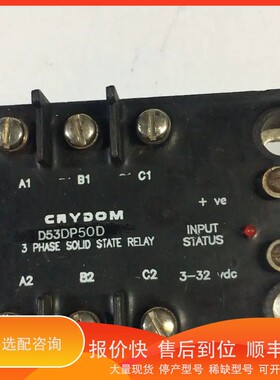 A1 B1 C1
CRYDOM
D53DP50D
3 PHASE SOLID STATE RELAY
+ ve
INPUT
STATUS
A2 B2 C2
3-32 vdc
选配咨询
报价快 售后到位 顺丰
大量现货 停产型号 稀缺型号 可开